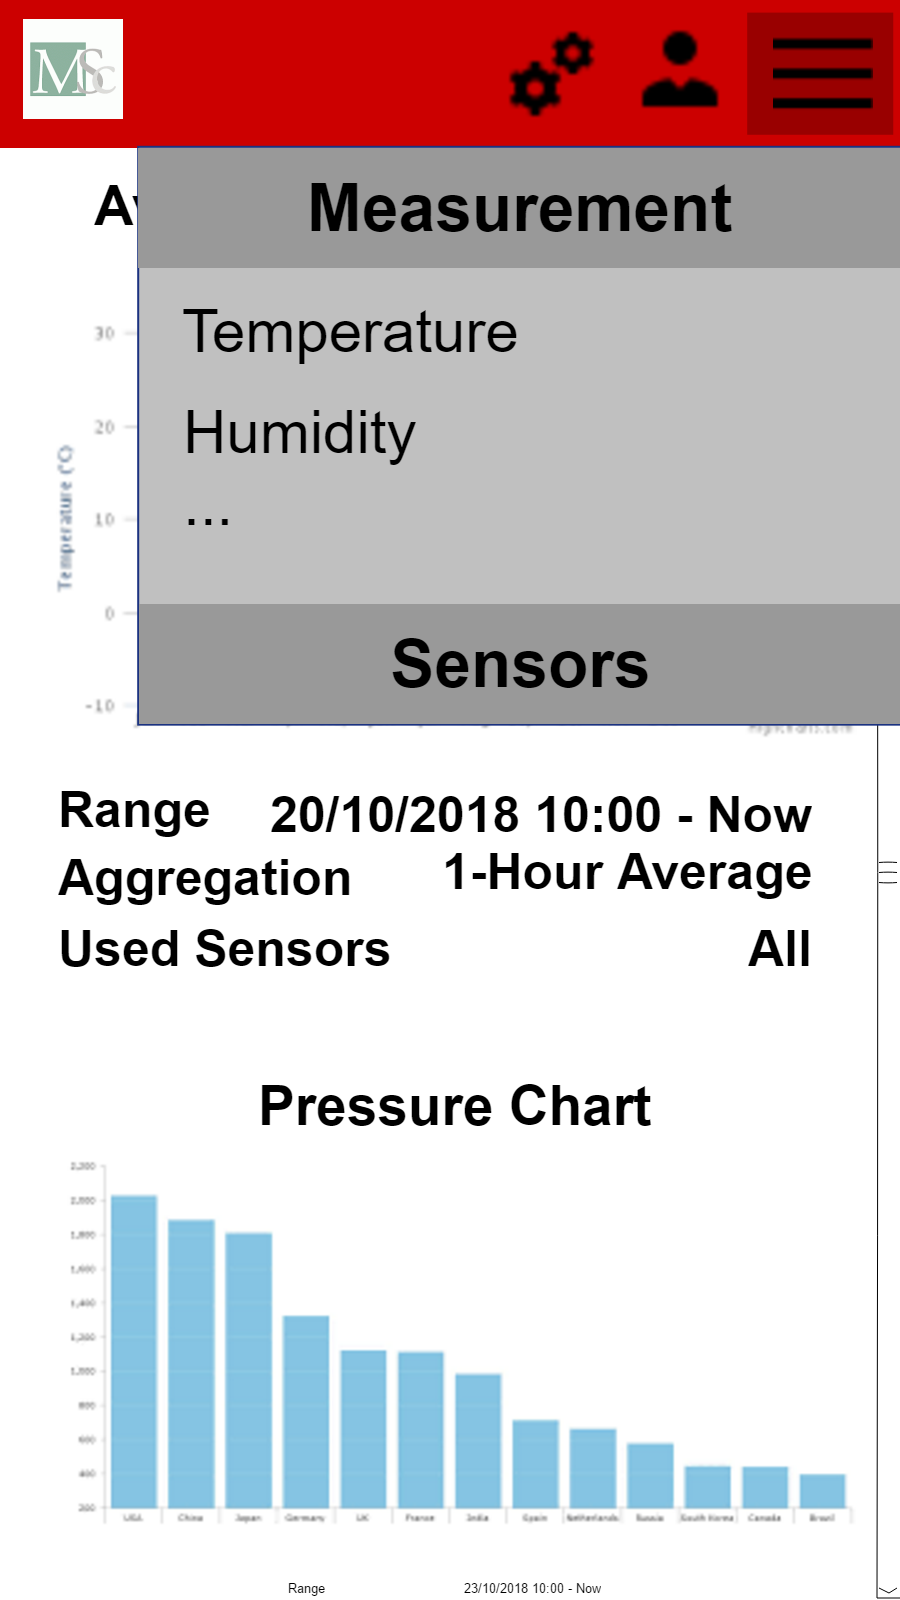 MSc
Measurement
Av
Temperature
Humidity
...
Sensors
30
20
10
0
-10
Temperature (°C)
Range 20/10/2018 10:00 - Now
Aggregation 1-Hour Average
Used Sensors All
Pressure Chart
2,200
2,000
1,800
1,600
1,400
1,200
1,000
800
600
400
200
USA China Japan Germany UK France India Spain Netherlands Russia South Korea Canada Brazil
Range 23/10/2018 10:00 - Now